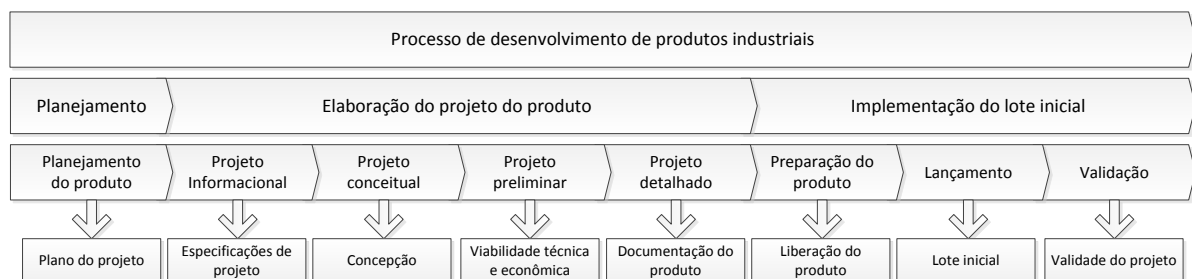 Processo de desenvolvimento de produtos industriais
Planejamento
Elaboração do projeto do produto
Implementação do lote inicial
Planejamento
do produto
Projeto
Informacional
Projeto
conceitual
Projeto
preliminar
Projeto
detalhado
Preparação do
produto
Lançamento
Validação
Plano do projeto
Especificações de
projeto
Concepção
Viabilidade técnica
e econômica
Documentação do
produto
Liberação do
produto
Lote inicial
Validade do projeto